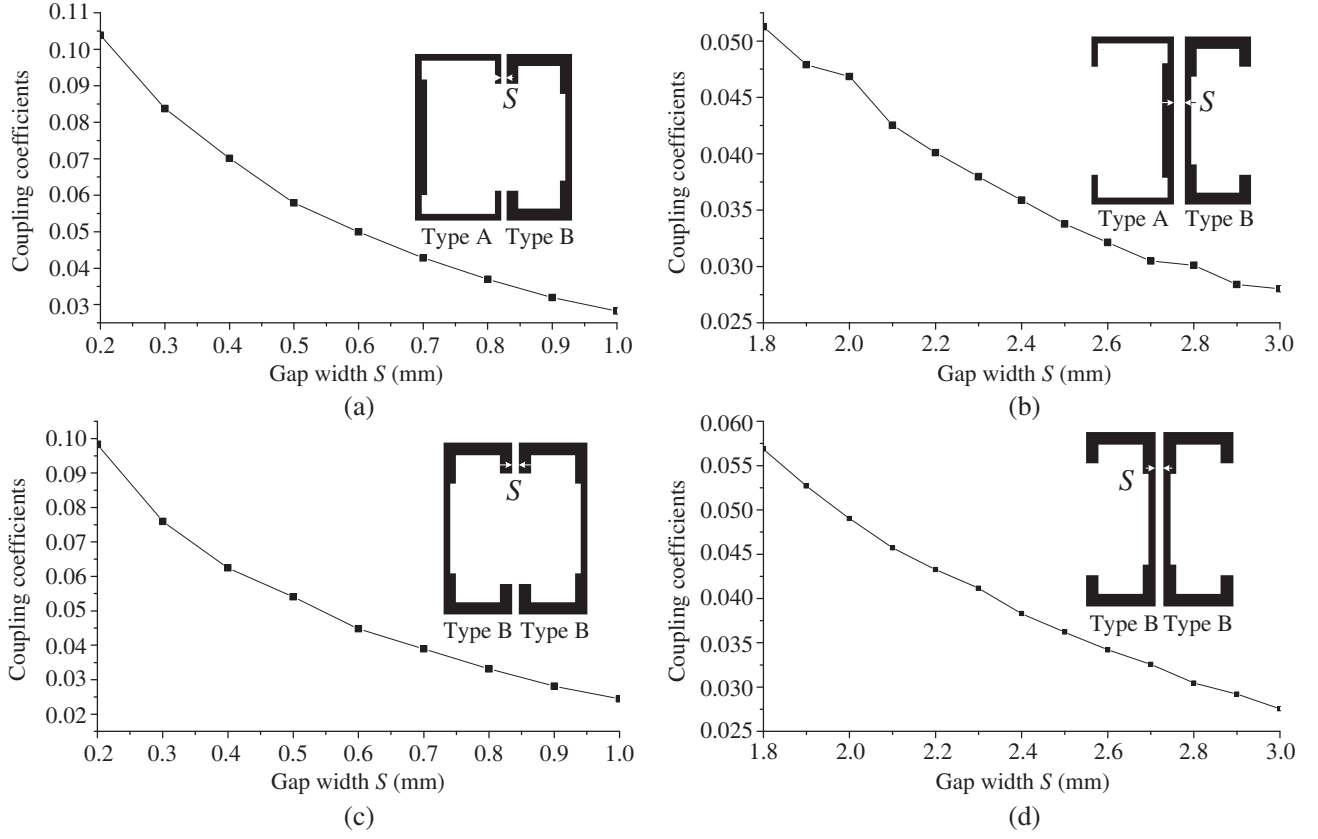 0.11
0.10
0.09
0.08
0.07
0.06
0.05
0.04
0.03
Coupling coefficients
S
Type A Type B
0.2 0.3 0.4 0.5 0.6 0.7 0.8 0.9 1.0
Gap width S (mm)
(a)
0.050
0.045
0.040
0.035
0.030
0.025
Coupling coefficients
S
Type A Type B
1.8 2.0 2.2 2.4 2.6 2.8 3.0
Gap width S (mm)
(b)
0.10
0.09
0.08
0.07
0.06
0.05
0.04
0.03
0.02
Coupling coefficients
S
Type B Type B
0.2 0.3 0.4 0.5 0.6 0.7 0.8 0.9 1.0
Gap width S (mm)
(c)
0.060
0.055
0.050
0.045
0.040
0.035
0.030
0.025
Coupling coefficients
S
Type B Type B
1.8 2.0 2.2 2.4 2.6 2.8 3.0
Gap width S (mm)
(d)